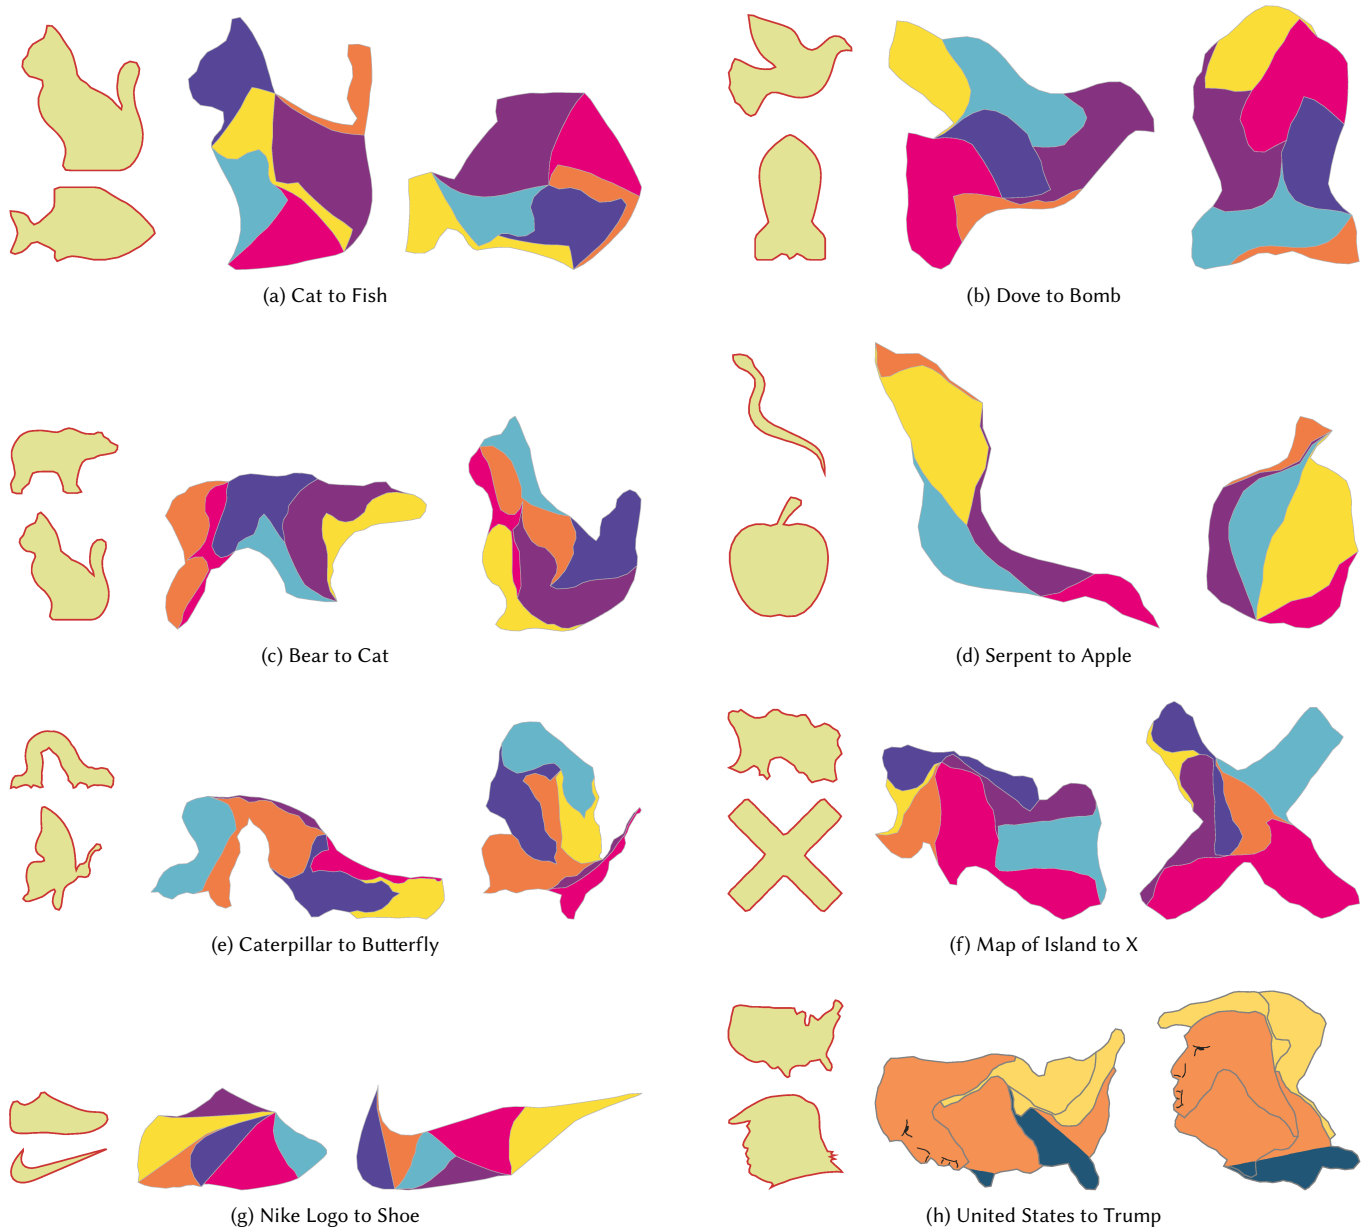 (a) Cat to Fish
(b) Dove to Bomb
(c) Bear to Cat
(d) Serpent to Apple
(e) Caterpillar to Butterfly
(f) Map of Island to X
(g) Nike Logo to Shoe
(h) United States to Trump